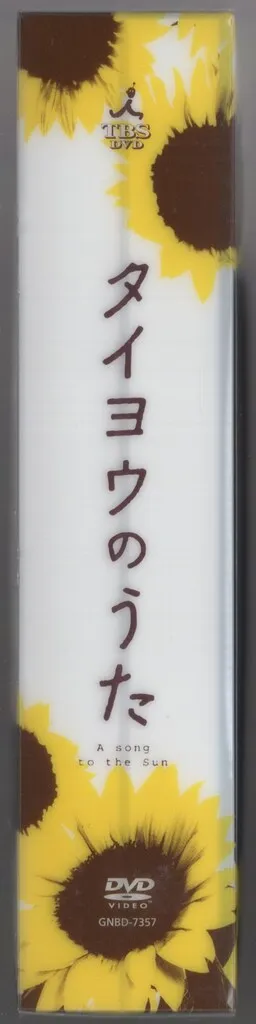 TBS
DVD
タイヨウのうた
A song
to the Sun
DVD
VIDEO
GNBD-7357